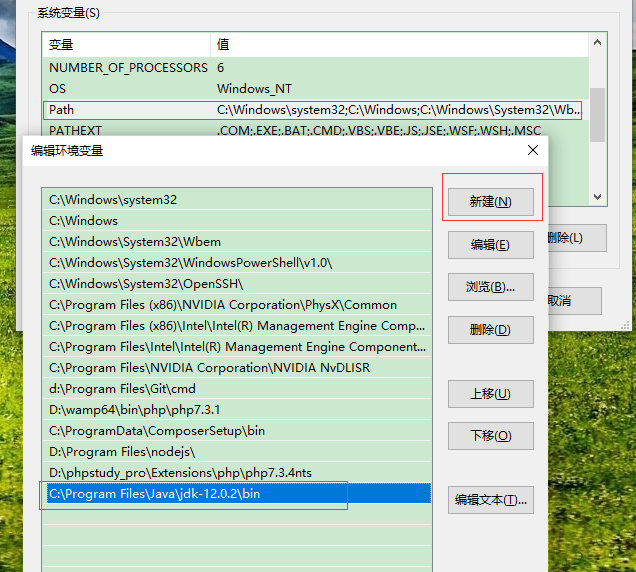 系统变量(S)
变量 值
NUMBER_OF_PROCESSORS 6
OS Windows_NT
Path C:\Windows\system32;C:\Windows;C:\Windows\System32\Wb...
PATHEXT .COM;.EXE;.BAT;.CMD;.VBS;.VBE;.JS;.JSE;.WSF;.WSH;.MSC
编辑环境变量
C:\Windows\system32
新建(N)
C:\Windows
C:\Windows\System32\Wbem
编辑(E)
删除(L)
C:\Windows\System32\WindowsPowerShell\v1.0\
C:\Windows\System32\OpenSSH\
浏览(B)...
C:\Program Files (x86)\NVIDIA Corporation\PhysX\Common
取消
C:\Program Files (x86)\Intel\Intel(R) Management Engine Comp...
删除(D)
C:\Program Files\Intel\Intel(R) Management Engine Component...
C:\Program Files\NVIDIA Corporation\NVIDIA NvDLISR
d:\Program Files\Git\cmd
上移(U)
D:\wamp64\bin\php\php7.3.1
C:\ProgramData\ComposerSetup\bin
下移(O)
D:\Program Files\nodejs\
D:\phpstudy_pro\Extensions\php\php7.3.4nts
C:\Program Files\Java\jdk-12.0.2\bin
编辑文本(T)...